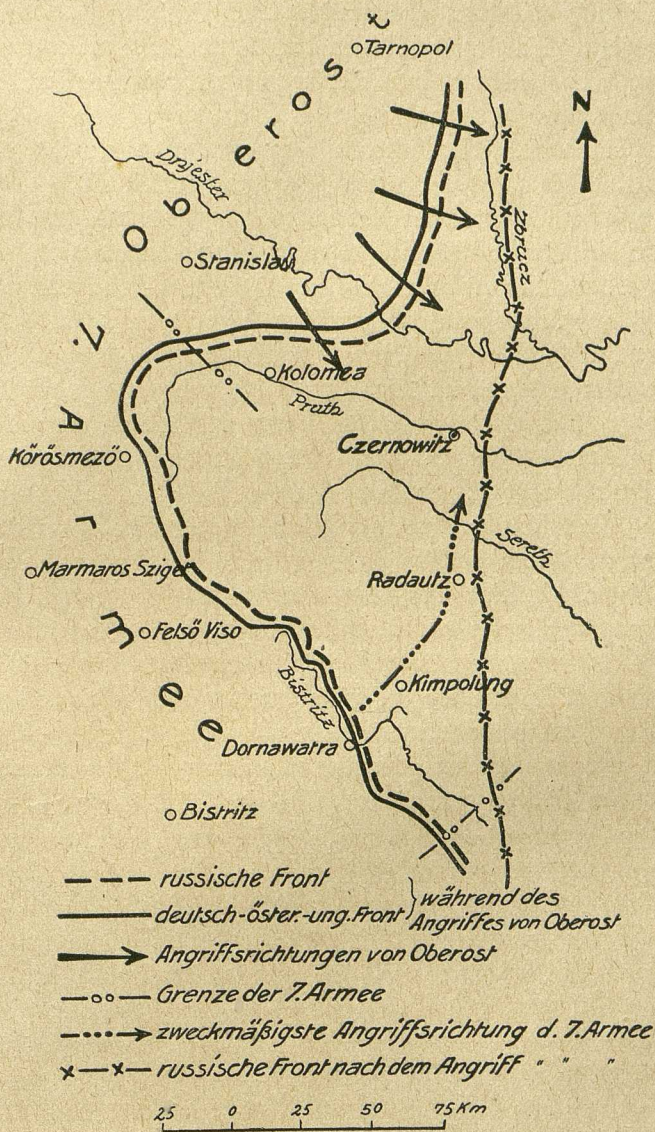 Oberost
Tarnopol
N
Dnjester
Zbrucz
Stanislau
7. Armee
Kolomea
Pruth
Czernowitz
Kőrősmező
Sereth
Marmaros Sziget
Radautz
Felső Viso
Kimpolung
Bistritz
Dornawatra
Bistritz
russische Front
deutsch-öster.-ung. Front } während des
Angriffes von Oberost
Angriffsrichtungen von Oberost
Grenze der 7. Armee
zweckmäßigste Angriffsrichtung d. 7. Armee
russische Front nach dem Angriff " " "
25 0 25 50 75 Km